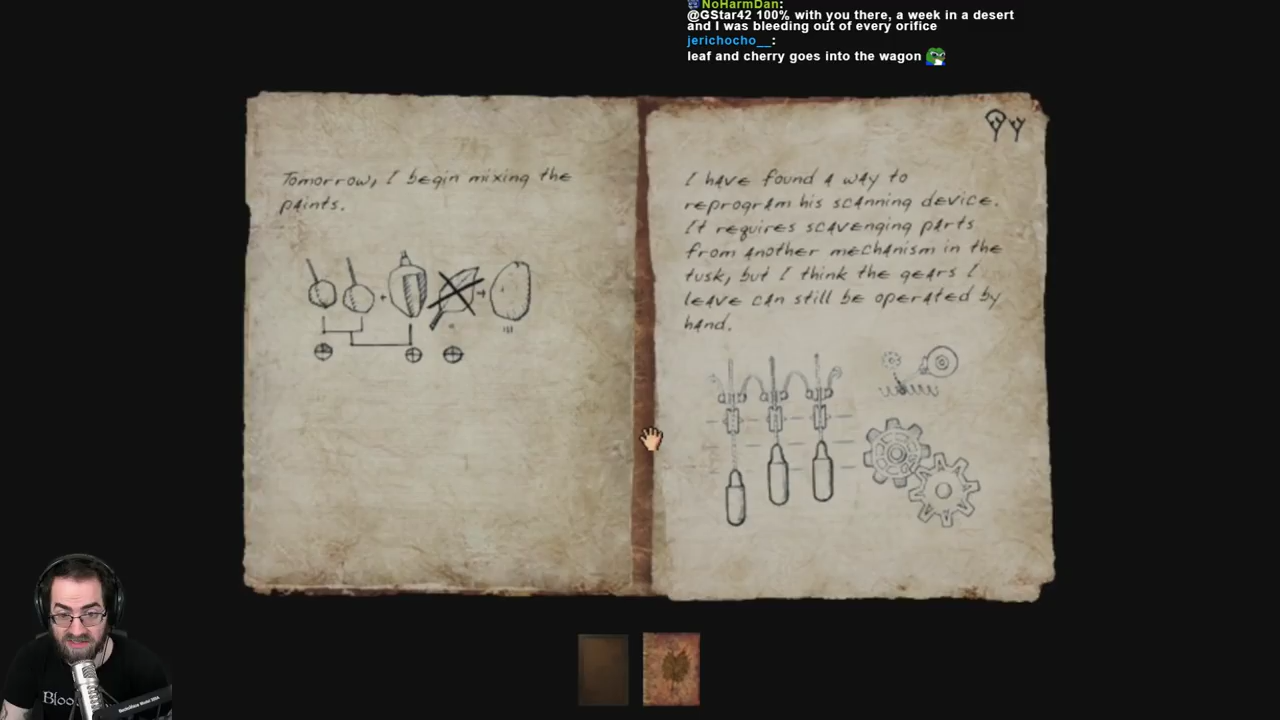 NoHarmDan:
@GStar42 100% with you there, a week in a desert
and I was bleeding out of every orifice
jerichocho__:
leaf and cherry goes into the wagon
Tomorrow, I begin mixing the
paints.
I have found a way to
reprogram his scanning device.
It requires scavenging parts
from another mechanism in the
tusk, but I think the gears I
leave can still be operated by
hand.
Bloo